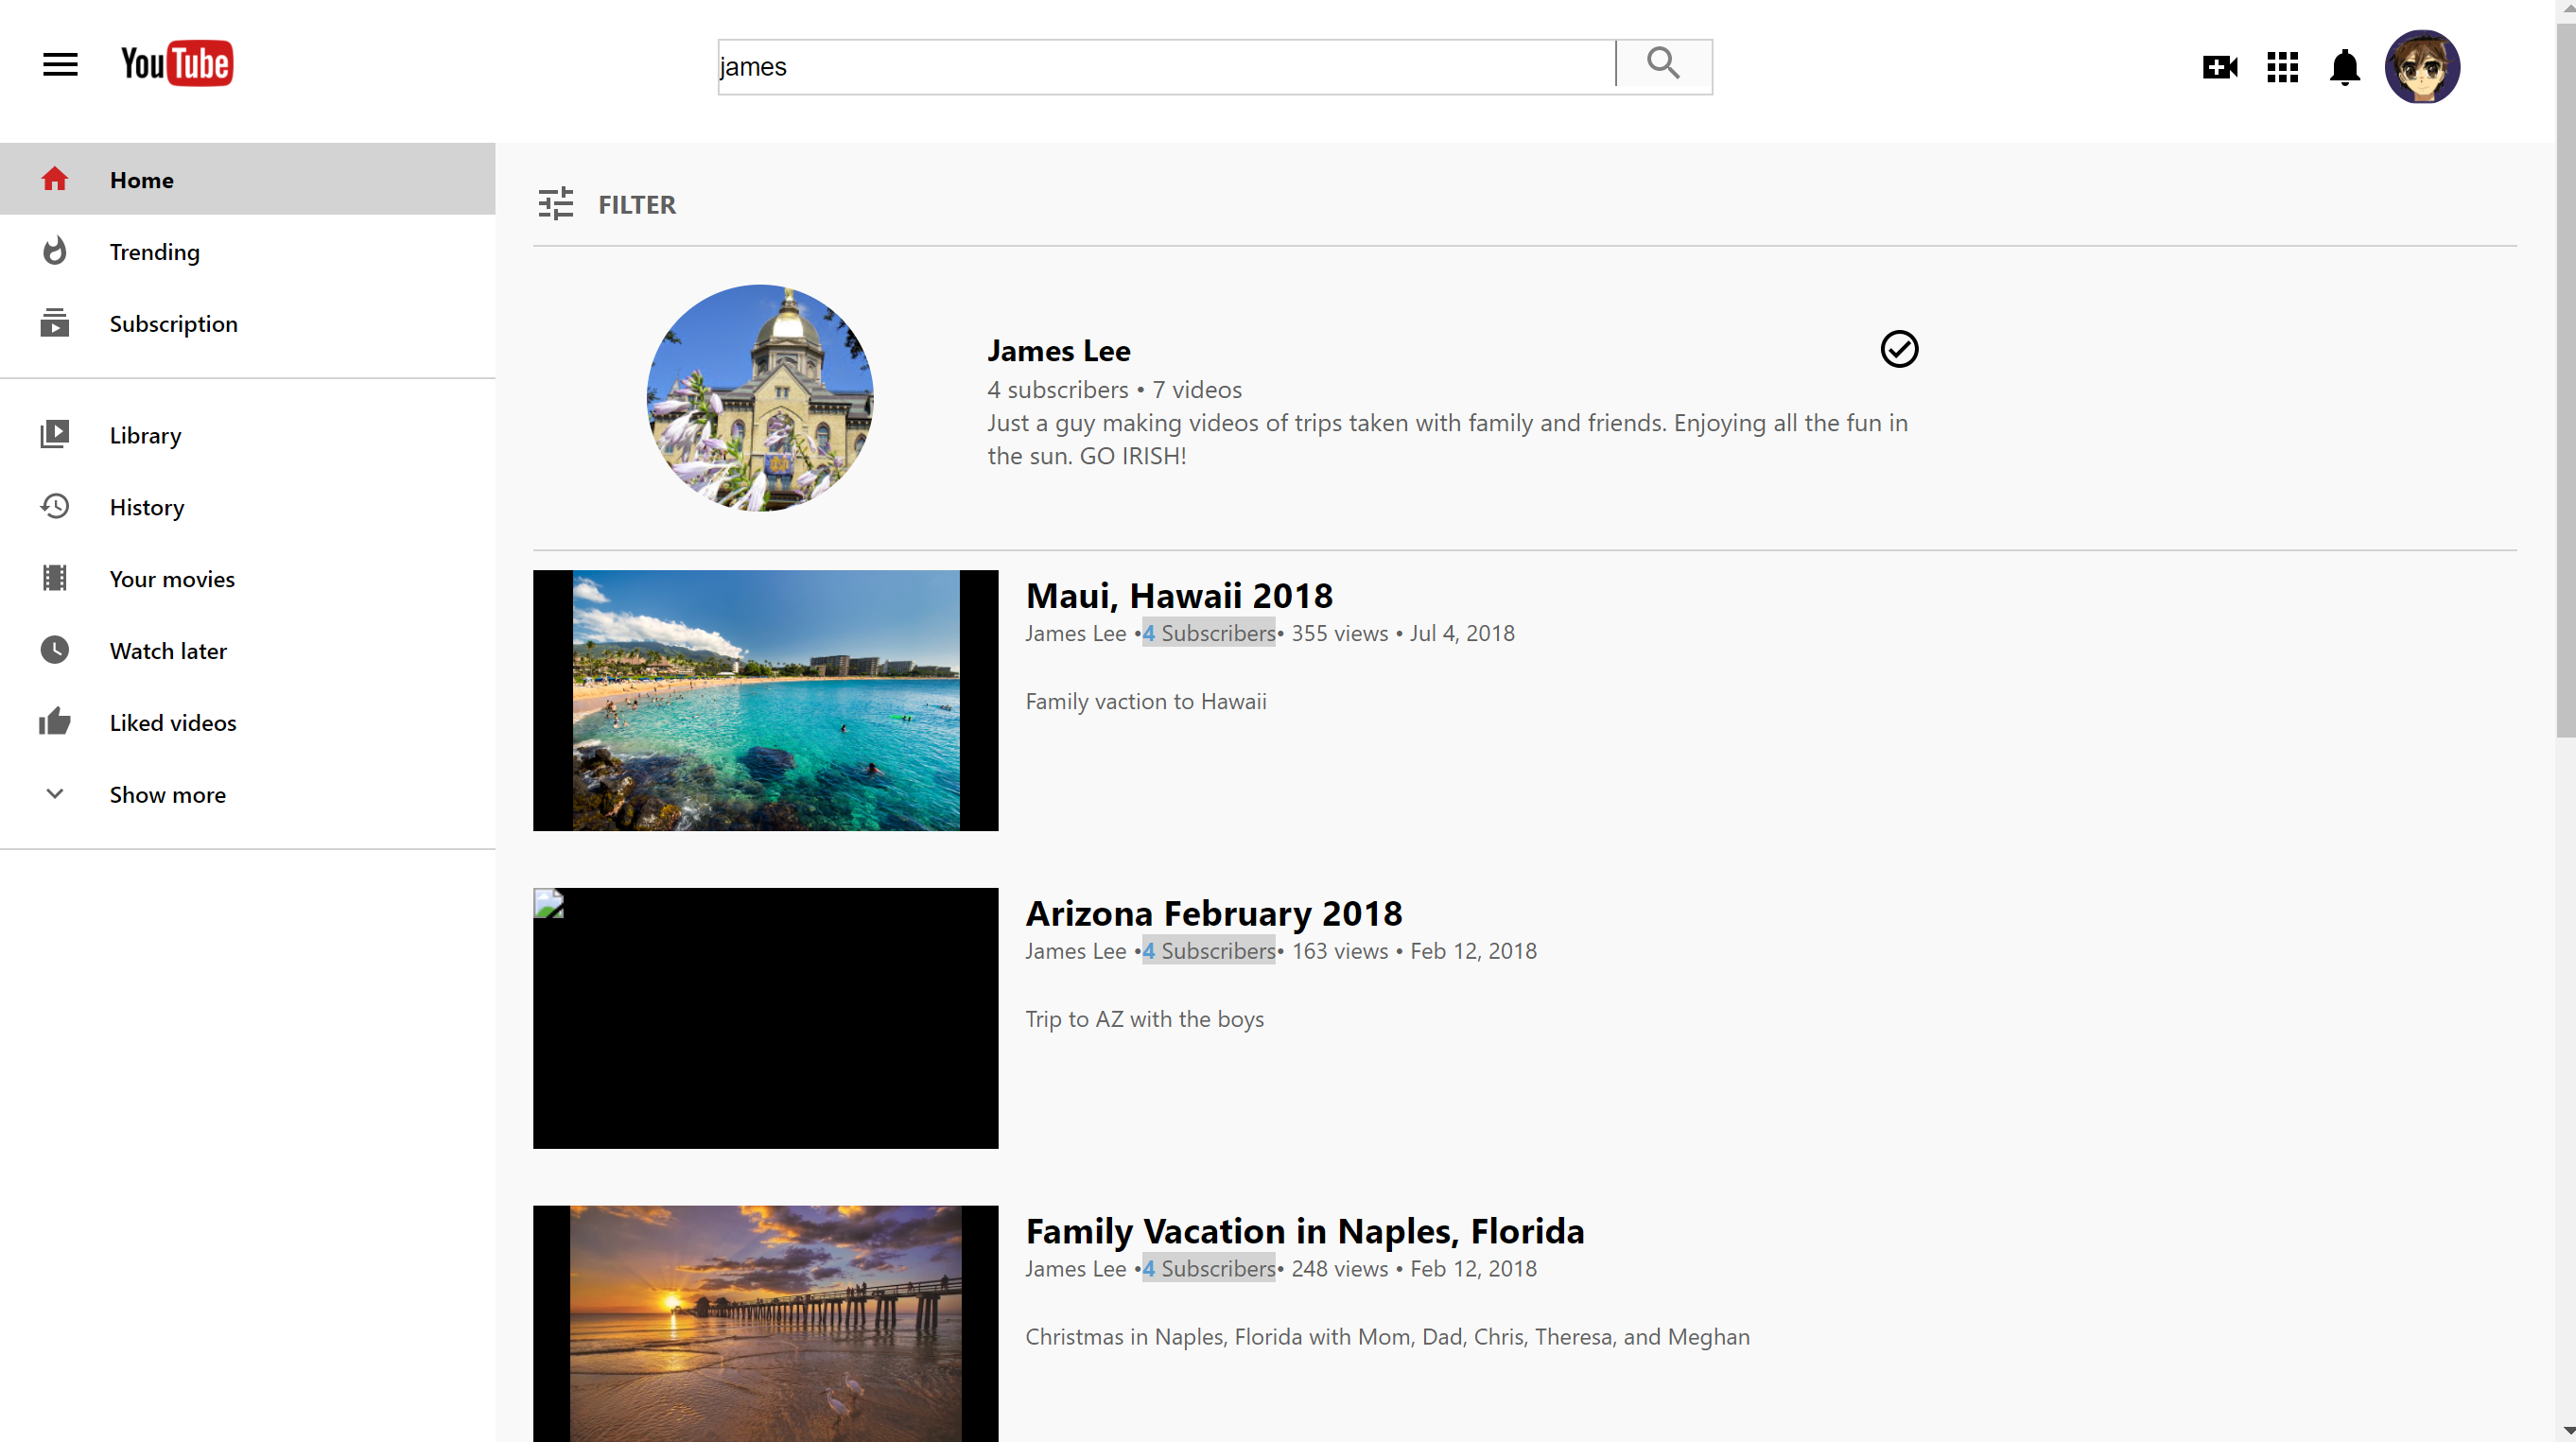 YouTube
james
Home
Trending
Subscription
Library
History
Your movies
Watch later
Liked videos
Show more
FILTER
James Lee
4 subscribers • 7 videos
Just a guy making videos of trips taken with family and friends. Enjoying all the fun in
the sun. GO IRISH!
Maui, Hawaii 2018
James Lee •4 Subscribers• 355 views • Jul 4, 2018
Family vaction to Hawaii
Arizona February 2018
James Lee •4 Subscribers• 163 views • Feb 12, 2018
Trip to AZ with the boys
Family Vacation in Naples, Florida
James Lee •4 Subscribers• 248 views • Feb 12, 2018
Christmas in Naples, Florida with Mom, Dad, Chris, Theresa, and Meghan